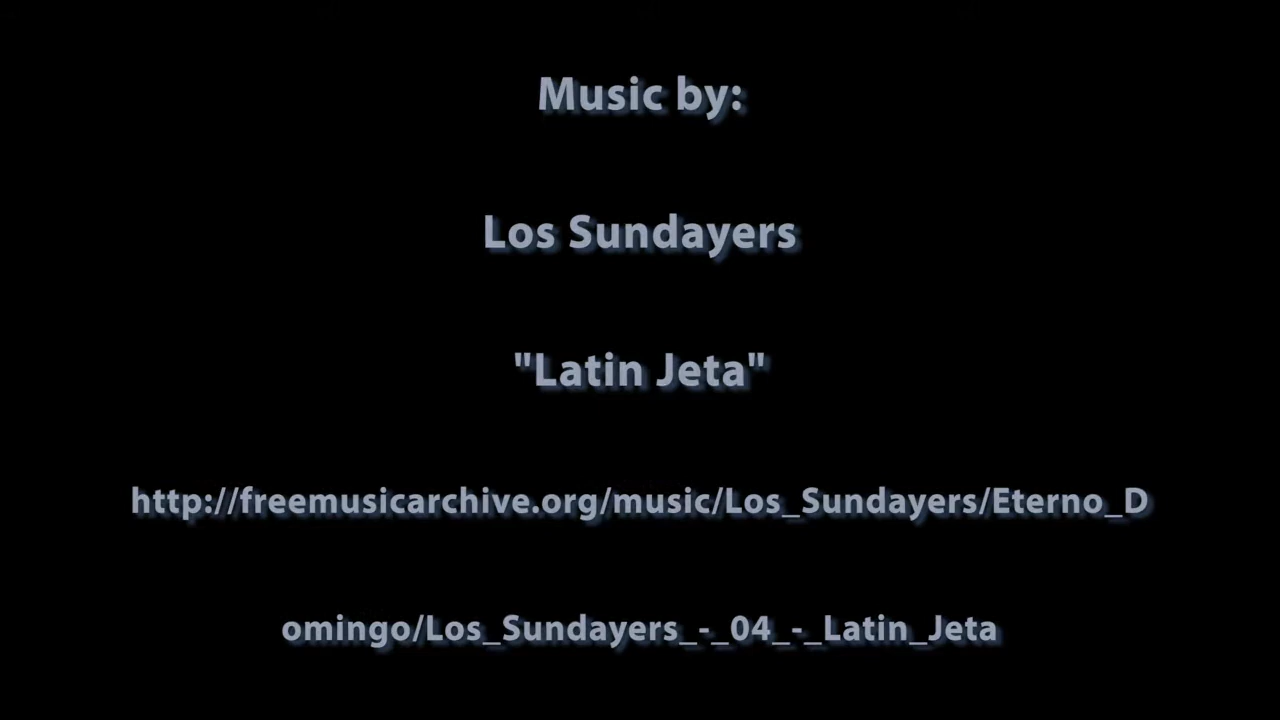 Music by:
Los Sundayers
"Latin Jeta"
http://freemusicarchive.org/music/Los_Sundayers/Eterno_D
omingo/Los_Sundayers_-_04_-_Latin_Jeta